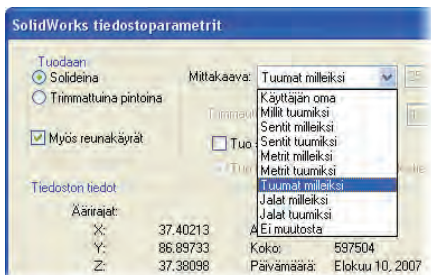 SolidWorks tiedostoparametrit
Tuodaan
Solideina
Trimmattuina pintoina
Myös reunakäyrät
Mittakaava: Tuumat milleiksi
Käyttäjän oma
Millit tuumiksi
Sentit milleiksi
Tuo Sentit tuumiksi
Metrit milleiksi
Metrit tuumiksi
Tuumat milleiksi
Jalat milleiksi
Jalat tuumiksi
Ei muutosta
Tiedoston tiedot
Äärirajat:
X: 37.40213
Y: 86.89733 Koko: 597504
Z: 37.38098 Päivämäärä: Elokuu 10, 2007